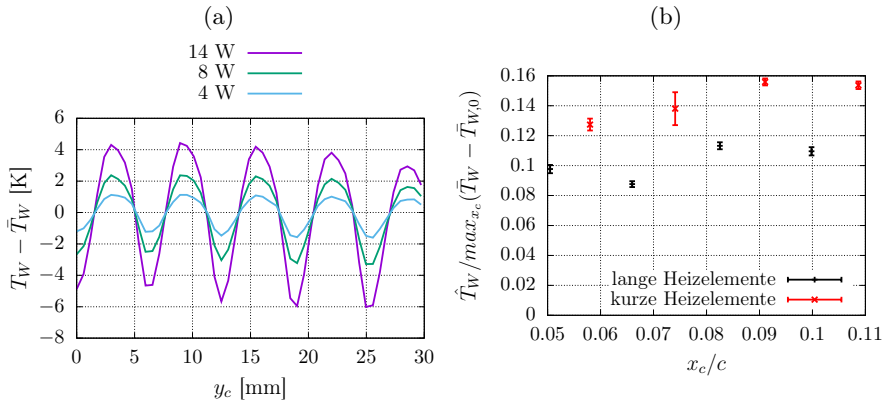 (a)
14 W
8 W
4 W
6
4
2
0
−2
−4
−6
−8
T_W − T̄_W [K]
0 5 10 15 20 25 30
y_c [mm]
(b)
0.16
0.14
0.12
0.1
0.08
0.06
0.04
0.02
0
T̂_W/max_{x_c}(T̄_W − T̄_{W,0})
lange Heizelemente
kurze Heizelemente
0.05 0.06 0.07 0.08 0.09 0.1 0.11
x_c/c